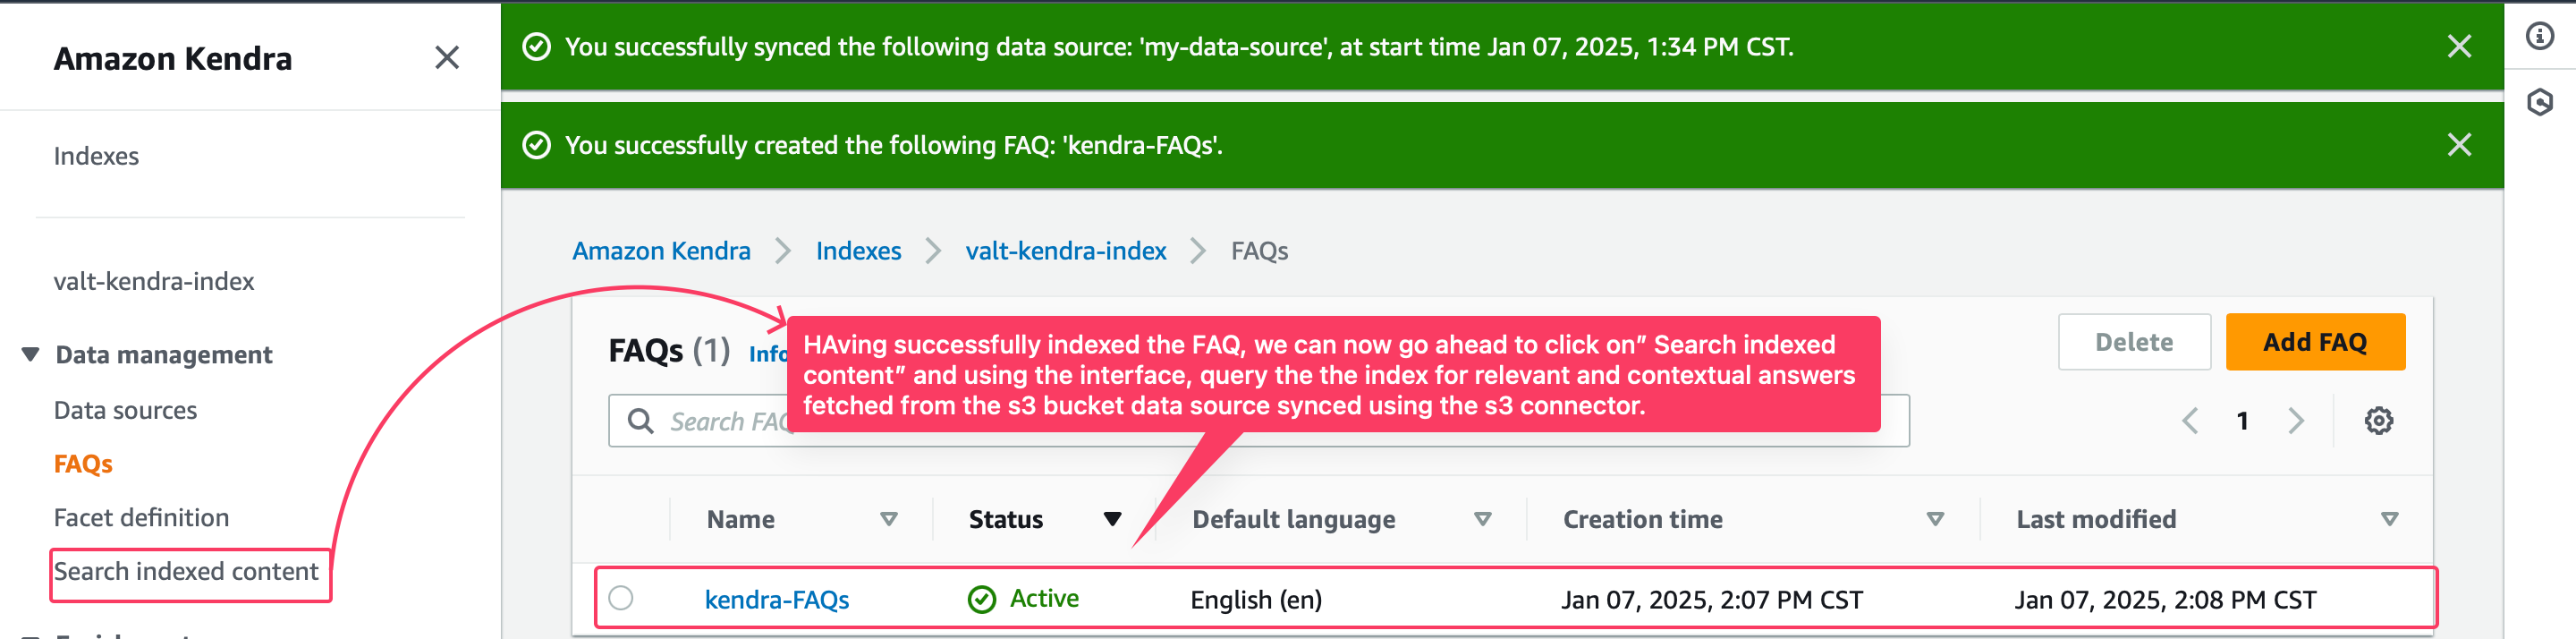 Amazon Kendra
Indexes
valt-kendra-index
Data management
Data sources
FAQs
Facet definition
Search indexed content
You successfully synced the following data source: 'my-data-source', at start time Jan 07, 2025, 1:34 PM CST.
You successfully created the following FAQ: 'kendra-FAQs'.
Amazon Kendra Indexes valt-kendra-index FAQs
FAQs (1) Info
Delete Add FAQ
HAving successfully indexed the FAQ, we can now go ahead to click on” Search indexed
content” and using the interface, query the the index for relevant and contextual answers
fetched from the s3 bucket data source synced using the s3 connector.
Search FAQ
1
Name Status Default language Creation time Last modified
kendra-FAQs Active English (en) Jan 07, 2025, 2:07 PM CST Jan 07, 2025, 2:08 PM CST